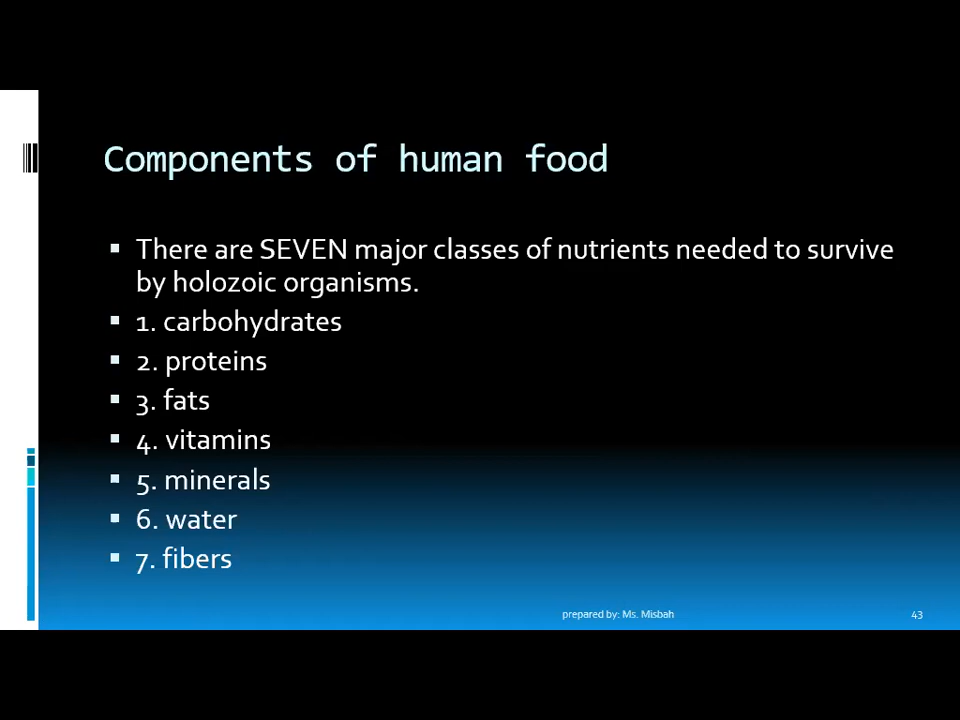 Components of human food
There are SEVEN major classes of nutrients needed to survive
by holozoic organisms.
1. carbohydrates
2. proteins
3. fats
4. vitamins
5. minerals
6. water
7. fibers
prepared by: Ms. Misbah
43